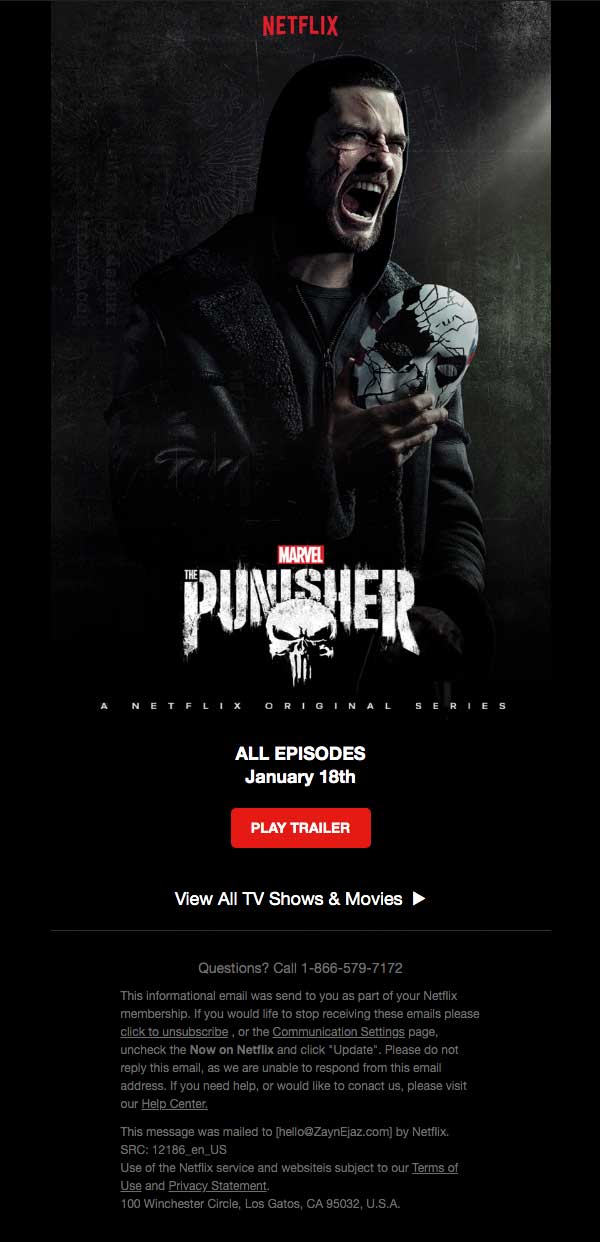 NETFLIX
MARVEL
THE
PUNISHER
A NETFLIX ORIGINAL SERIES
ALL EPISODES
January 18th
PLAY TRAILER
View All TV Shows & Movies
Questions? Call 1-866-579-7172
This informational email was send to you as part of your Netflix
membership. If you would fike to stop receiving these emails please
click to unsubscribe , or the Communication Settings page,
uncheck the Now on Netflix and click "Update". Please do not
reply this email, as we are unable to respond from this email
address. If you need help, or would like to conact us, please visit
our Help Center.
This message was mailed to [hello@ZaynEjaz.com] by Netflix.
SRC: 12186_en_US
Use of the Netflix service and websiteis subject to our Terms of
Use and Privacy Statement.
100 Winchester Circle, Los Gatos, CA 95032, U.S.A.